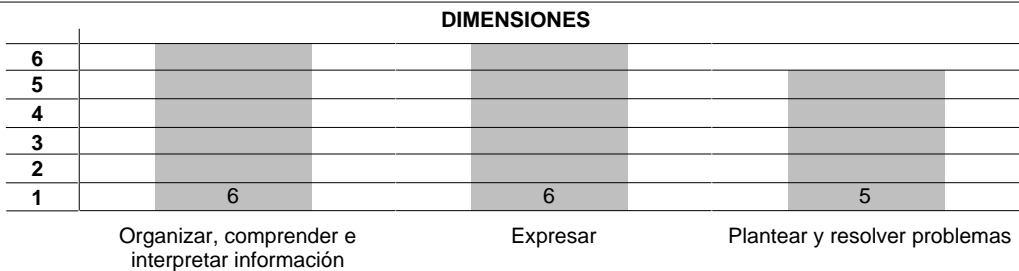 DIMENSIONES
6
5
4
3
2
1 6 6 5
Organizar, comprender e
interpretar información
Expresar
Plantear y resolver problemas